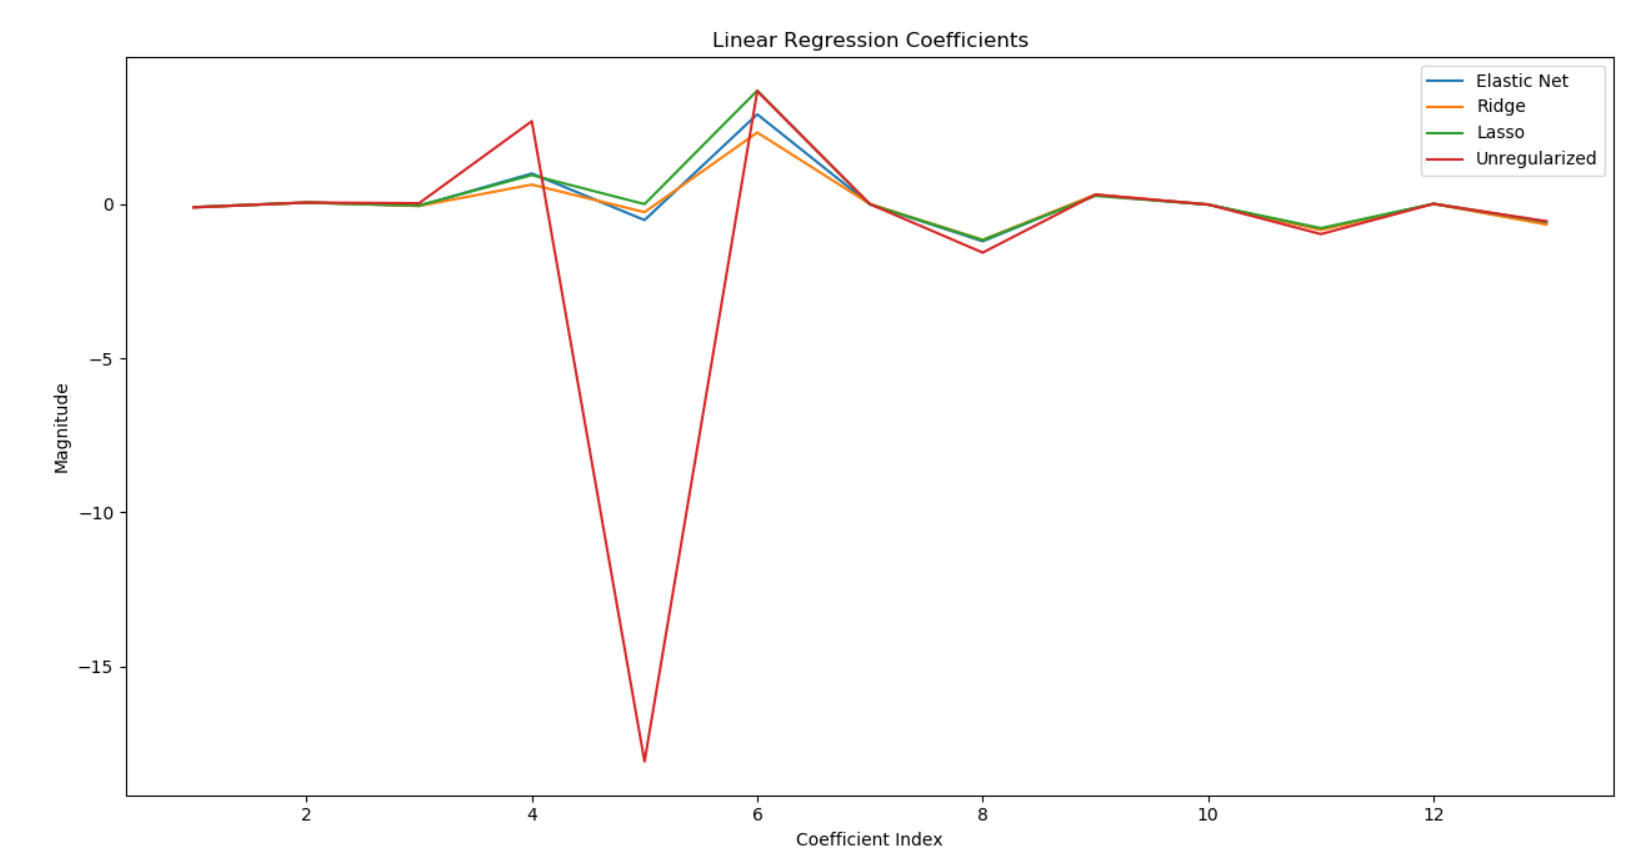 Linear Regression Coefficients
Elastic Net
Ridge
Lasso
Unregularized
0
−5
−10
−15
Magnitude
2 4 6 8 10 12
Coefficient Index